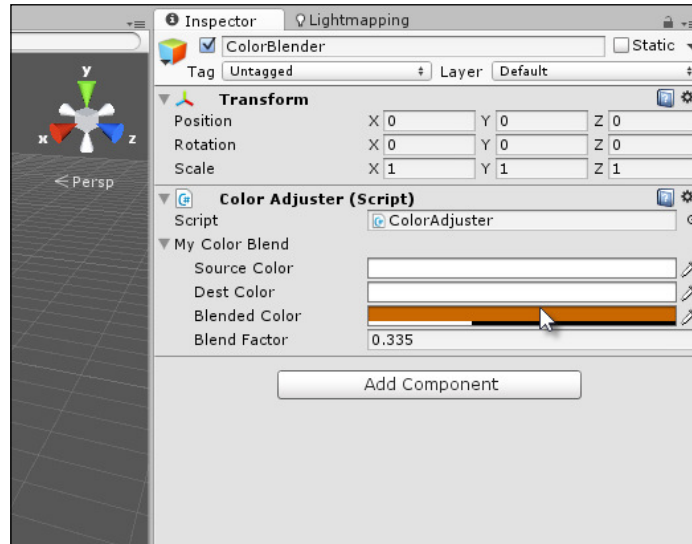 Inspector Lightmapping
ColorBlender Static
Tag Untagged Layer Default
y
x z
Persp
Transform
Position X 0 Y 0 Z 0
Rotation X 0 Y 0 Z 0
Scale X 1 Y 1 Z 1
Color Adjuster (Script)
Script ColorAdjuster
My Color Blend
Source Color
Dest Color
Blended Color
Blend Factor 0.335
Add Component